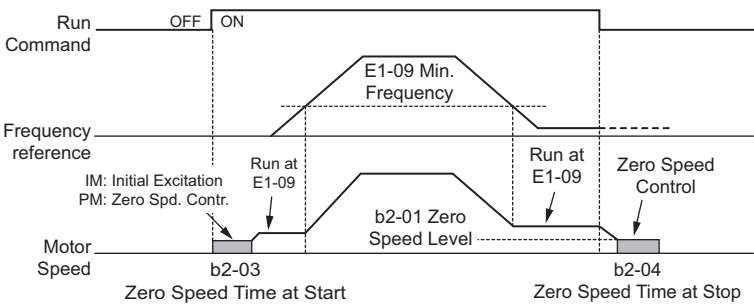 Run
Command
OFF
ON
E1-09 Min.
Frequency
Frequency
reference
IM: Initial Excitation
PM: Zero Spd. Contr.
Run at
E1-09
Run at
E1-09
Zero Speed
Control
b2-01 Zero
Speed Level
Motor
Speed
b2-03
Zero Speed Time at Start
b2-04
Zero Speed Time at Stop